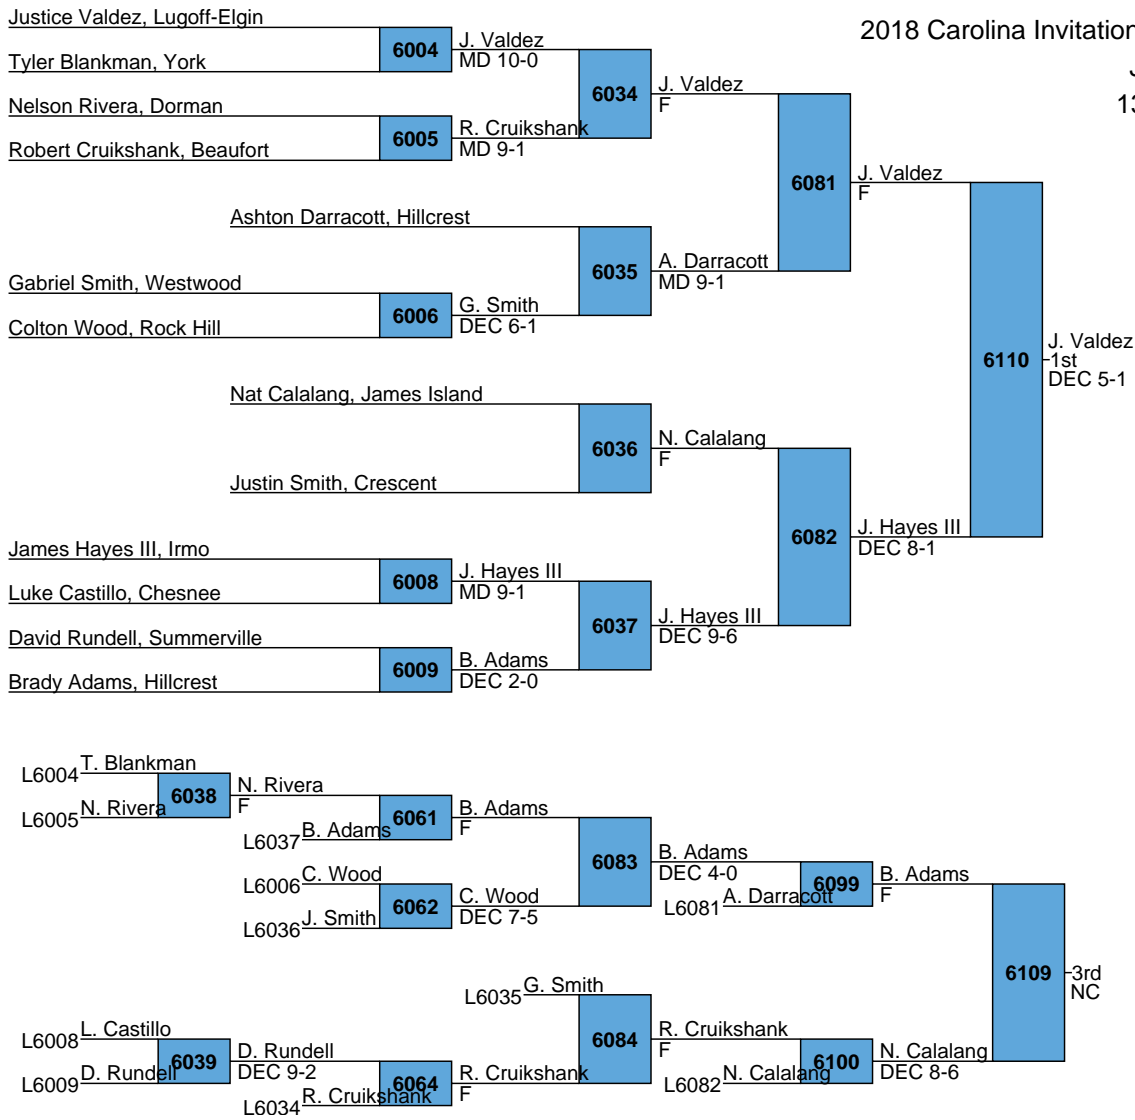 Justice Valdez, Lugoff-Elgin
2018 Carolina Invitation
6004
J. Valdez
MD 10-0
Tyler Blankman, York
J
6034
J. Valdez
F
13
Nelson Rivera, Dorman
6005
R. Cruikshank
MD 9-1
Robert Cruikshank, Beaufort
6081
J. Valdez
F
Ashton Darracott, Hillcrest
6035
A. Darracott
MD 9-1
Gabriel Smith, Westwood
6006
G. Smith
DEC 6-1
Colton Wood, Rock Hill
6110
J. Valdez
1st
DEC 5-1
Nat Calalang, James Island
6036
N. Calalang
F
Justin Smith, Crescent
6082
J. Hayes III
DEC 8-1
James Hayes III, Irmo
6008
J. Hayes III
MD 9-1
Luke Castillo, Chesnee
6037
J. Hayes III
DEC 9-6
David Rundell, Summerville
6009
B. Adams
DEC 2-0
Brady Adams, Hillcrest
L6004
T. Blankman
6038
N. Rivera
F
L6005
N. Rivera
6061
B. Adams
F
L6037
B. Adams
6083
B. Adams
DEC 4-0
L6006
C. Wood
6062
C. Wood
DEC 7-5
L6036
J. Smith
6099
B. Adams
F
L6081
A. Darracott
6109
3rd
NC
L6035
G. Smith
6084
R. Cruikshank
F
L6008
L. Castillo
6039
D. Rundell
DEC 9-2
L6009
D. Rundell
6064
R. Cruikshank
F
L6034
R. Cruikshank
6100
N. Calalang
DEC 8-6
L6082
N. Calalang